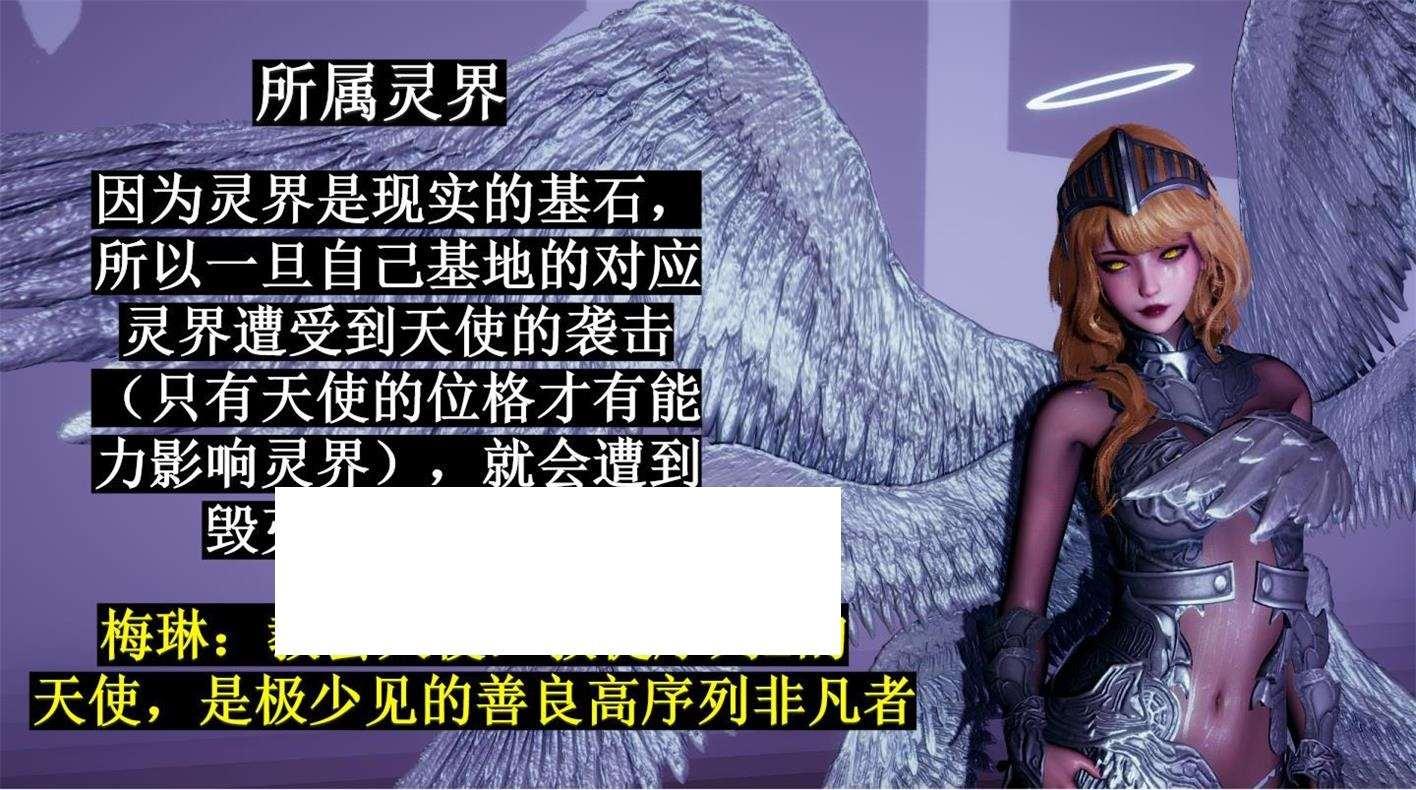 所属灵界
因为灵界是现实的基石，
所以一旦自己基地的对应
灵界遭受到天使的袭击
（只有天使的位格才有能
力影响灵界），就会遭到
毁
梅琳：
天使，是极少见的善良高序列非凡者